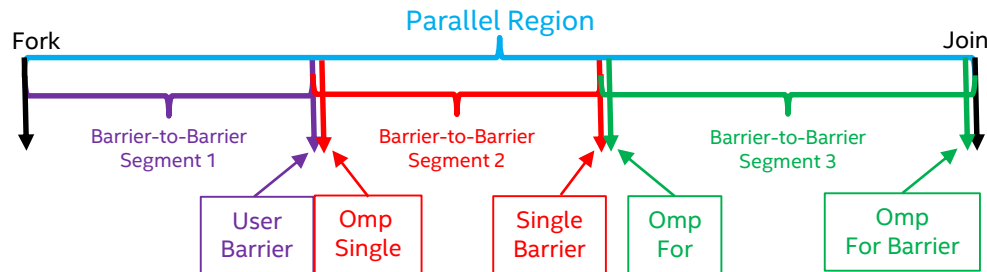 Parallel Region
Fork
Join
Barrier-to-Barrier
Segment 1
Barrier-to-Barrier
Segment 2
Barrier-to-Barrier
Segment 3
User
Barrier
Omp
Single
Single
Barrier
Omp
For
Omp
For Barrier